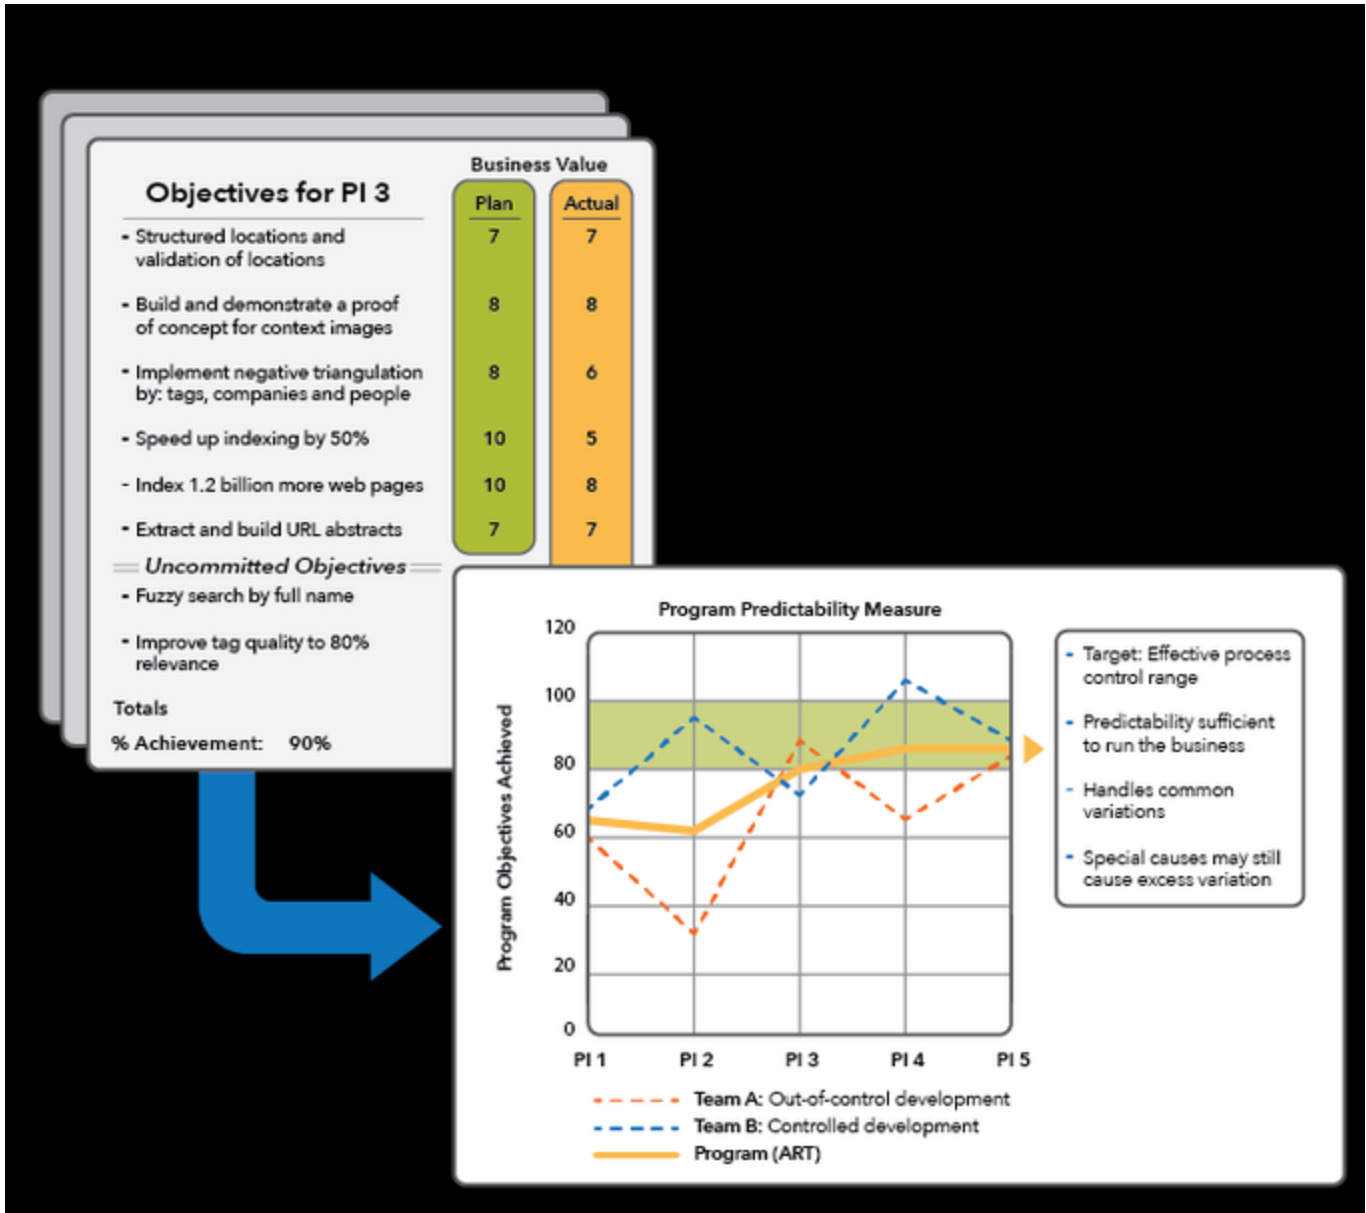 Business Value
Objectives for PI 3
Plan
Actual
- Structured locations and
validation of locations
7
7
- Build and demonstrate a proof
of concept for context images
8
8
- Implement negative triangulation
by: tags, companies and people
8
6
- Speed up indexing by 50%
10
5
- Index 1.2 billion more web pages
10
8
- Extract and build URL abstracts
7
7
Uncommitted Objectives
- Fuzzy search by full name
- Improve tag quality to 80%
relevance
Totals
% Achievement: 90%
Program Predictability Measure
Program Objectives Achieved
120
100
80
60
40
20
0
PI 1
PI 2
PI 3
PI 4
PI 5
Team A: Out-of-control development
Team B: Controlled development
Program (ART)
- Target: Effective process
control range
- Predictability sufficient
to run the business
- Handles common
variations
- Special causes may still
cause excess variation